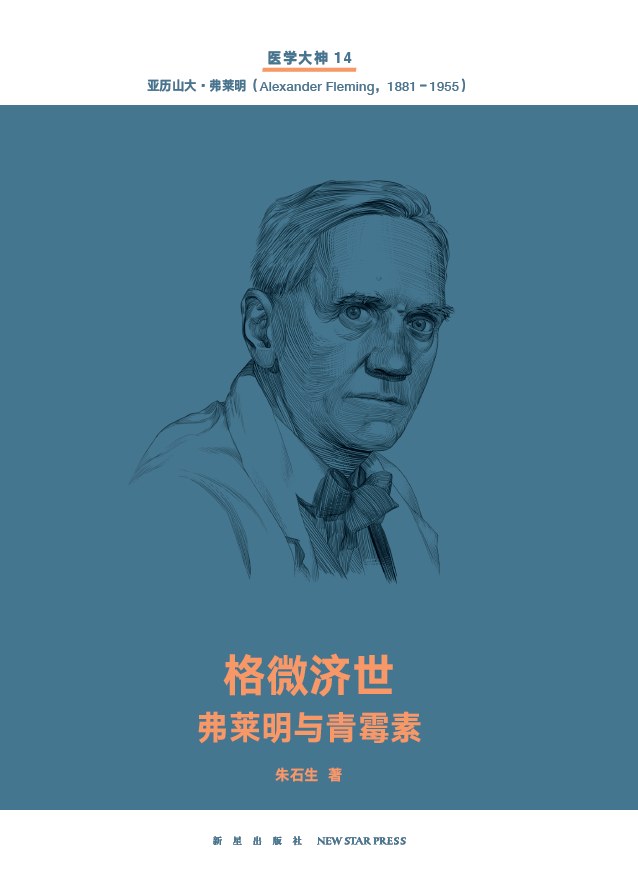 医学大神 14
亚历山大·弗莱明（Alexander Fleming，1881－1955）
格微济世
弗莱明与青霉素
朱石生 著
新星出版社 NEW STAR PRESS